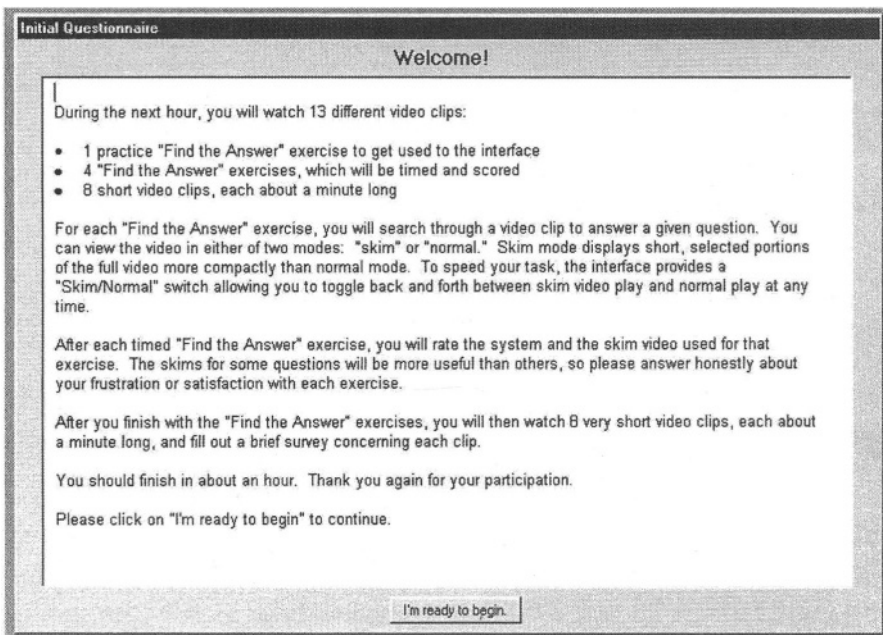 Initial Questionnaire
Welcome!
During the next hour, you will watch 13 different video clips:
• 1 practice "Find the Answer" exercise to get used to the interface
• 4 "Find the Answer" exercises, which will be timed and scored
• 8 short video clips, each about a minute long
For each "Find the Answer" exercise, you will search through a video clip to answer a given question. You
can view the video in either of two modes: "skim" or "normal." Skim mode displays short, selected portions
of the full video more compactly than normal mode. To speed your task, the interface provides a
"Skim/Normal" switch allowing you to toggle back and forth between skim video play and normal play at any
time.
After each timed "Find the Answer" exercise, you will rate the system and the skim video used for that
exercise. The skims for some questions will be more useful than others, so please answer honestly about
your frustration or satisfaction with each exercise.
After you finish with the "Find the Answer" exercises, you will then watch 8 very short video clips, each about
a minute long, and fill out a brief survey concerning each clip.
You should finish in about an hour. Thank you again for your participation.
Please click on "I'm ready to begin" to continue.
I'm ready to begin.